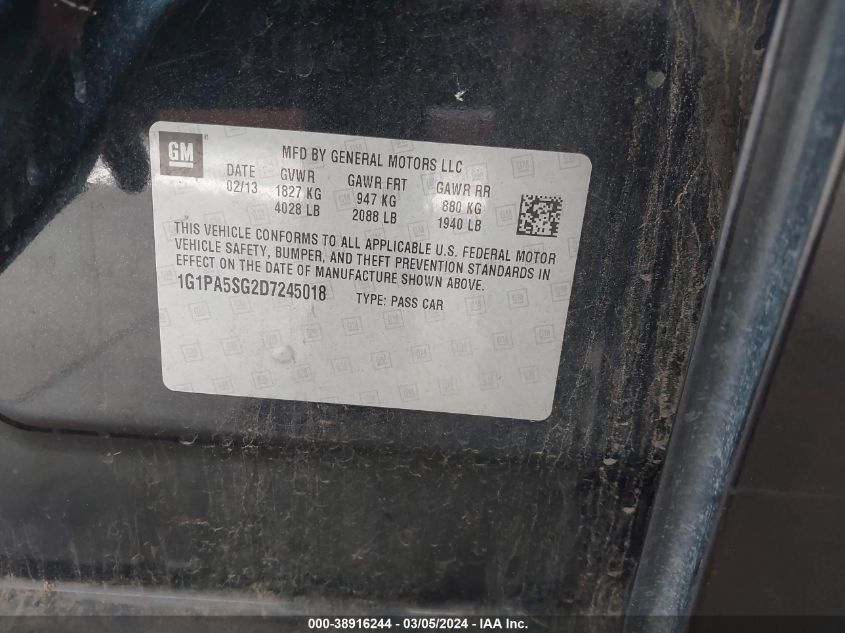 GM
MFD BY GENERAL MOTORS LLC
DATE GVWR GAWR FRT GAWR RR
02/13 1827 KG 947 KG 880 KG
4028 LB 2088 LB 1940 LB
THIS VEHICLE CONFORMS TO ALL APPLICABLE U.S. FEDERAL MOTOR
VEHICLE SAFETY, BUMPER, AND THEFT PREVENTION STANDARDS IN
EFFECT ON THE DATE OF MANUFACTURE SHOWN ABOVE.
1G1PA5SG2D7245018 TYPE: PASS CAR
000-38916244 — 03/05/2024 — IAA Inc.